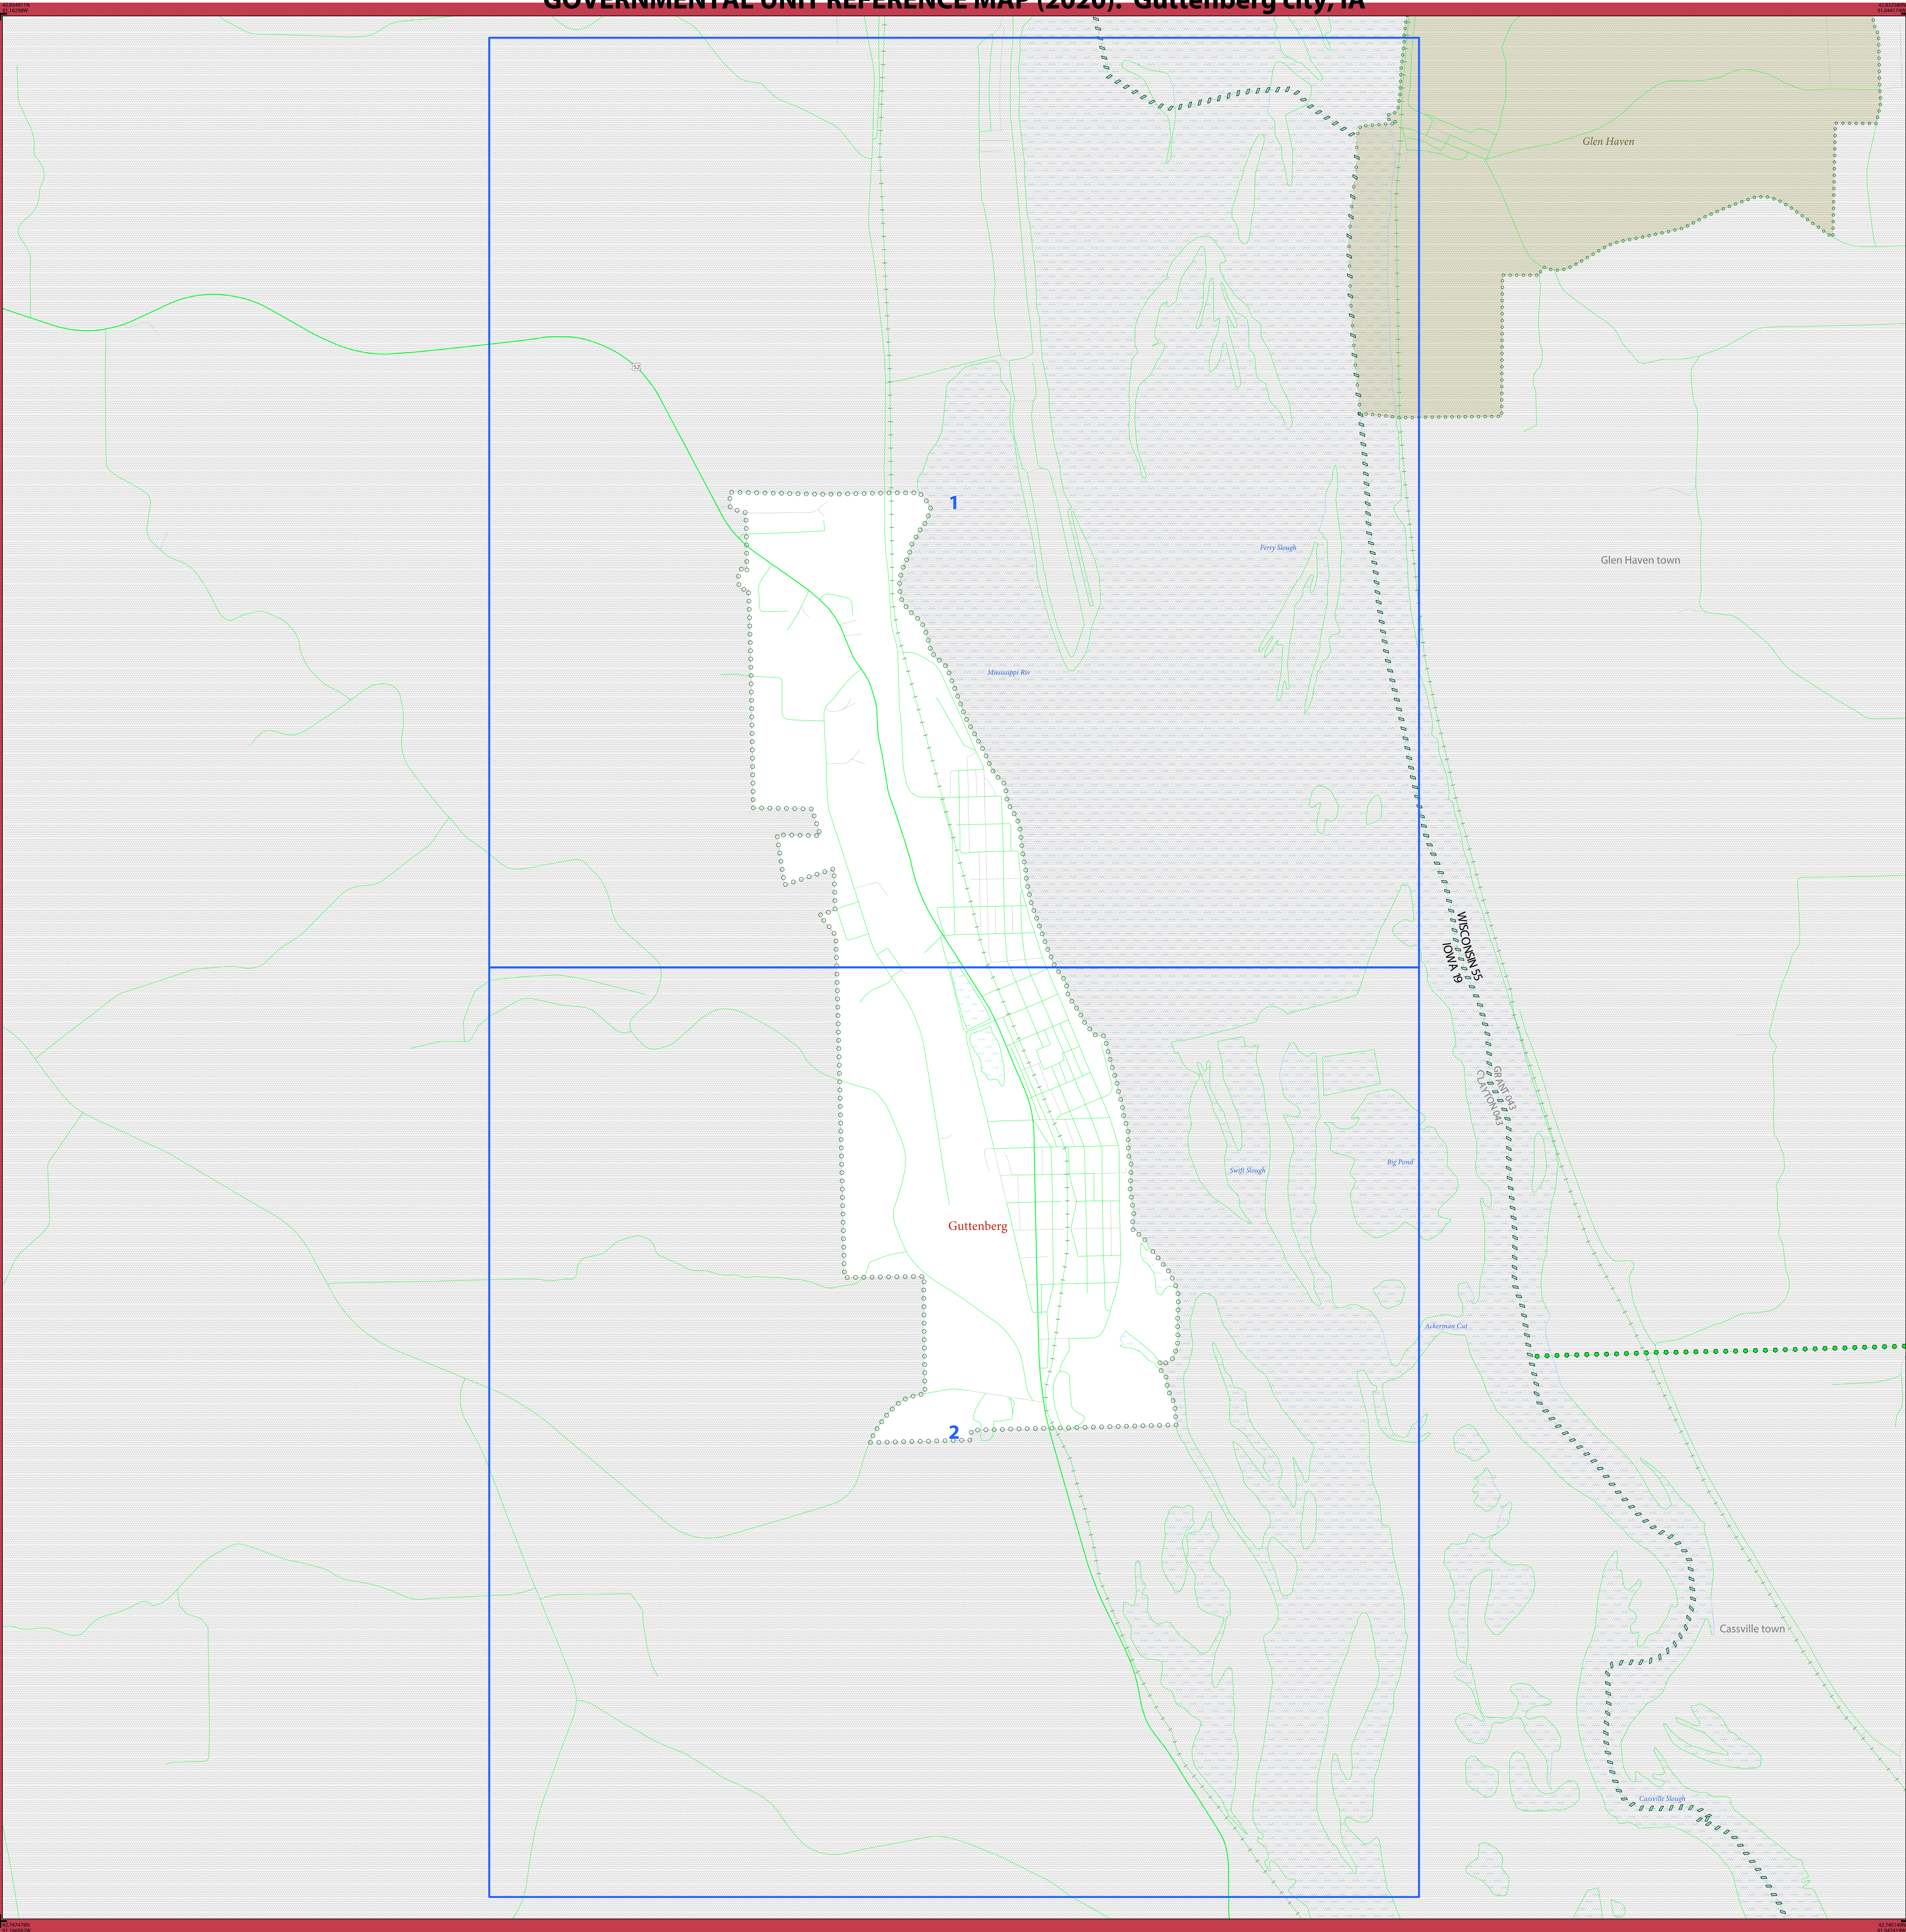 GOVERNMENTAL UNIT REFERENCE MAP (2020): Guttenberg city, IA
Glen Haven
52
1
Ferry Slough
Glen Haven town
Mississippi Riv
WISCONSIN 55
IOWA 19
GRANT 043
CLAYTON 043
Big Pond
Swift Slough
Guttenberg
Ackerman Cut
2
Cassville town
Cassville Slough